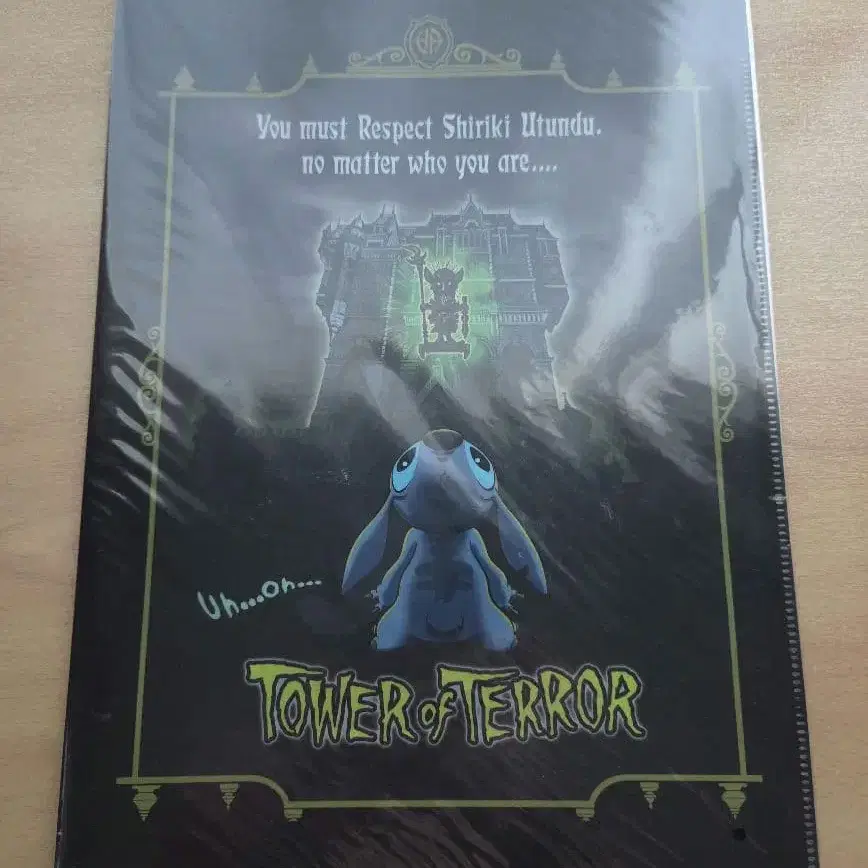 You must Respect Shiriki Utundu.
no matter who you are....
Uh...oh...
TOWER of TERROR